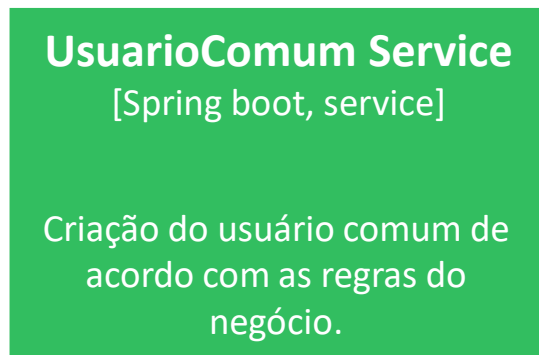 UsuarioComum Service
[Spring boot, service]
Criação do usuário comum de
acordo com as regras do
negócio.